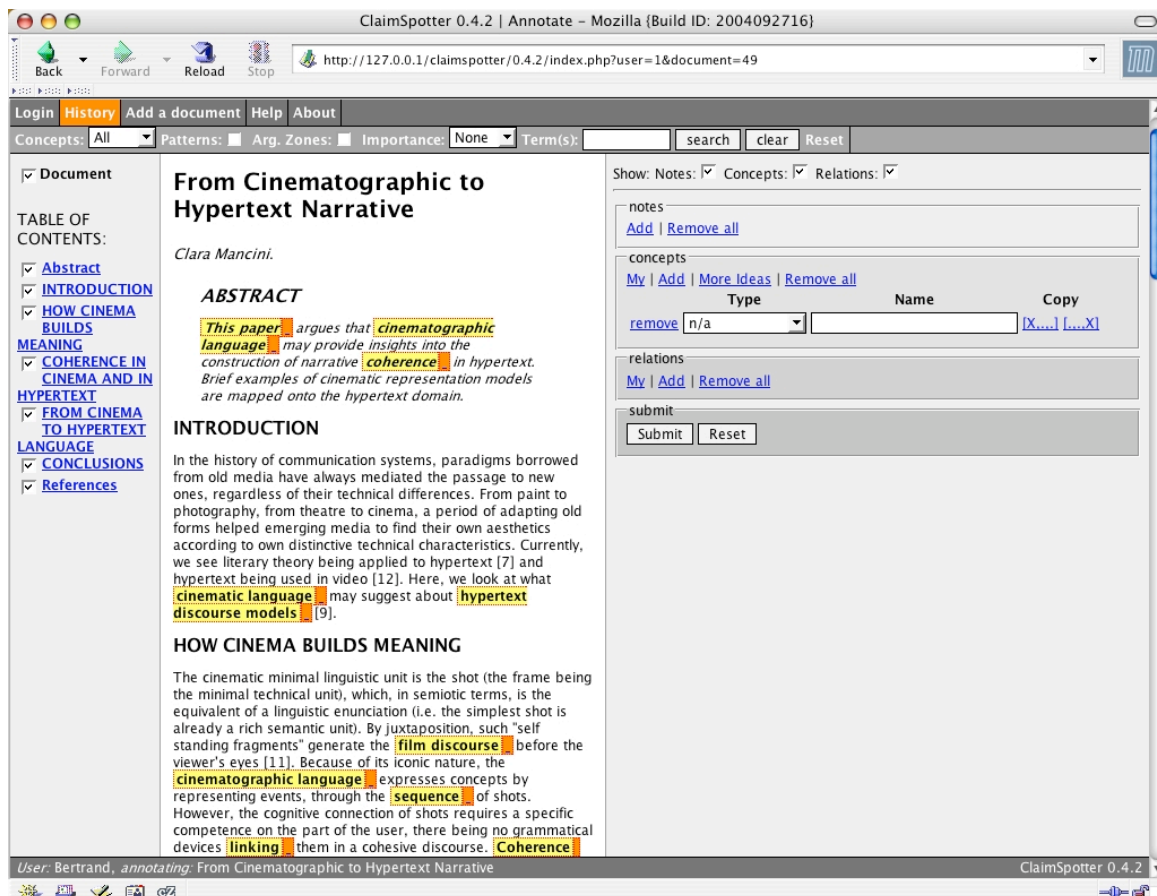 ClaimSpotter 0.4.2 | Annotate – Mozilla {Build ID: 2004092716}
Back Forward Reload Stop http://127.0.0.1/claimspotter/0.4.2/index.php?user=1&document=49
Login History Add a document Help About
Concepts: All Patterns: Arg. Zones: Importance: None Term(s): search clear Reset
Document
TABLE OF
CONTENTS:
Abstract
INTRODUCTION
HOW CINEMA
BUILDS
MEANING
COHERENCE IN
CINEMA AND IN
HYPERTEXT
FROM CINEMA
TO HYPERTEXT
LANGUAGE
CONCLUSIONS
References
From Cinematographic to
Hypertext Narrative
Clara Mancini.
ABSTRACT
This paper argues that cinematographic
language may provide insights into the
construction of narrative coherence in hypertext.
Brief examples of cinematic representation models
are mapped onto the hypertext domain.
INTRODUCTION
In the history of communication systems, paradigms borrowed
from old media have always mediated the passage to new
ones, regardless of their technical differences. From paint to
photography, from theatre to cinema, a period of adapting old
forms helped emerging media to find their own aesthetics
according to own distinctive technical characteristics. Currently,
we see literary theory being applied to hypertext [7] and
hypertext being used in video [12]. Here, we look at what
cinematic language may suggest about hypertext
discourse models [9].
HOW CINEMA BUILDS MEANING
The cinematic minimal linguistic unit is the shot (the frame being
the minimal technical unit), which, in semiotic terms, is the
equivalent of a linguistic enunciation (i.e. the simplest shot is
already a rich semantic unit). By juxtaposition, such "self
standing fragments" generate the film discourse before the
viewer's eyes [11]. Because of its iconic nature, the
cinematographic language expresses concepts by
representing events, through the sequence of shots.
However, the cognitive connection of shots requires a specific
competence on the part of the user, there being no grammatical
devices linking them in a cohesive discourse. Coherence
Show: Notes: Concepts: Relations:
notes
Add | Remove all
concepts
My | Add | More Ideas | Remove all
Type Name Copy
remove n/a [X....] [....X]
relations
My | Add | Remove all
submit
Submit Reset
User: Bertrand, annotating: From Cinematographic to Hypertext Narrative ClaimSpotter 0.4.2